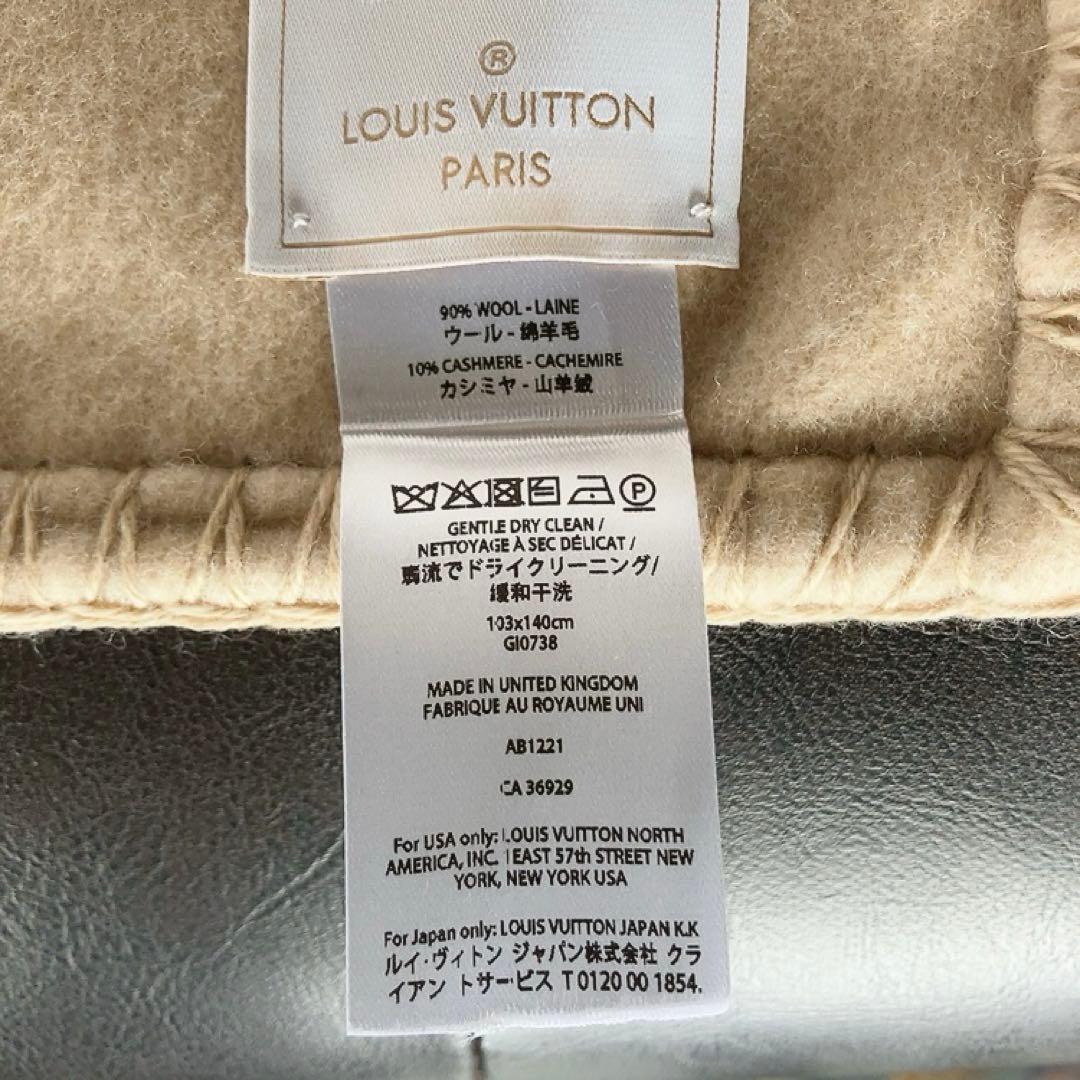 ®
LOUIS VUITTON
PARIS
90% WOOL - LAINE
ウール - 綿羊毛
10% CASHMERE - CACHEMIRE
カシミヤ - 山羊絨
P
GENTLE DRY CLEAN /
NETTOYAGE À SEC DÉLICAT /
弱流でドライクリーニング/
缓和干洗
103x140cm
GI0738
MADE IN UNITED KINGDOM
FABRIQUE AU ROYAUME UNI
AB1221
CA 36929
For USA only: LOUIS VUITTON NORTH
AMERICA, INC. 1 EAST 57th STREET NEW
YORK, NEW YORK USA
For Japan only: LOUIS VUITTON JAPAN K.K
ルイ・ヴィトン ジャパン株式会社 クラ
イアン トサービス T 0120 00 1854.